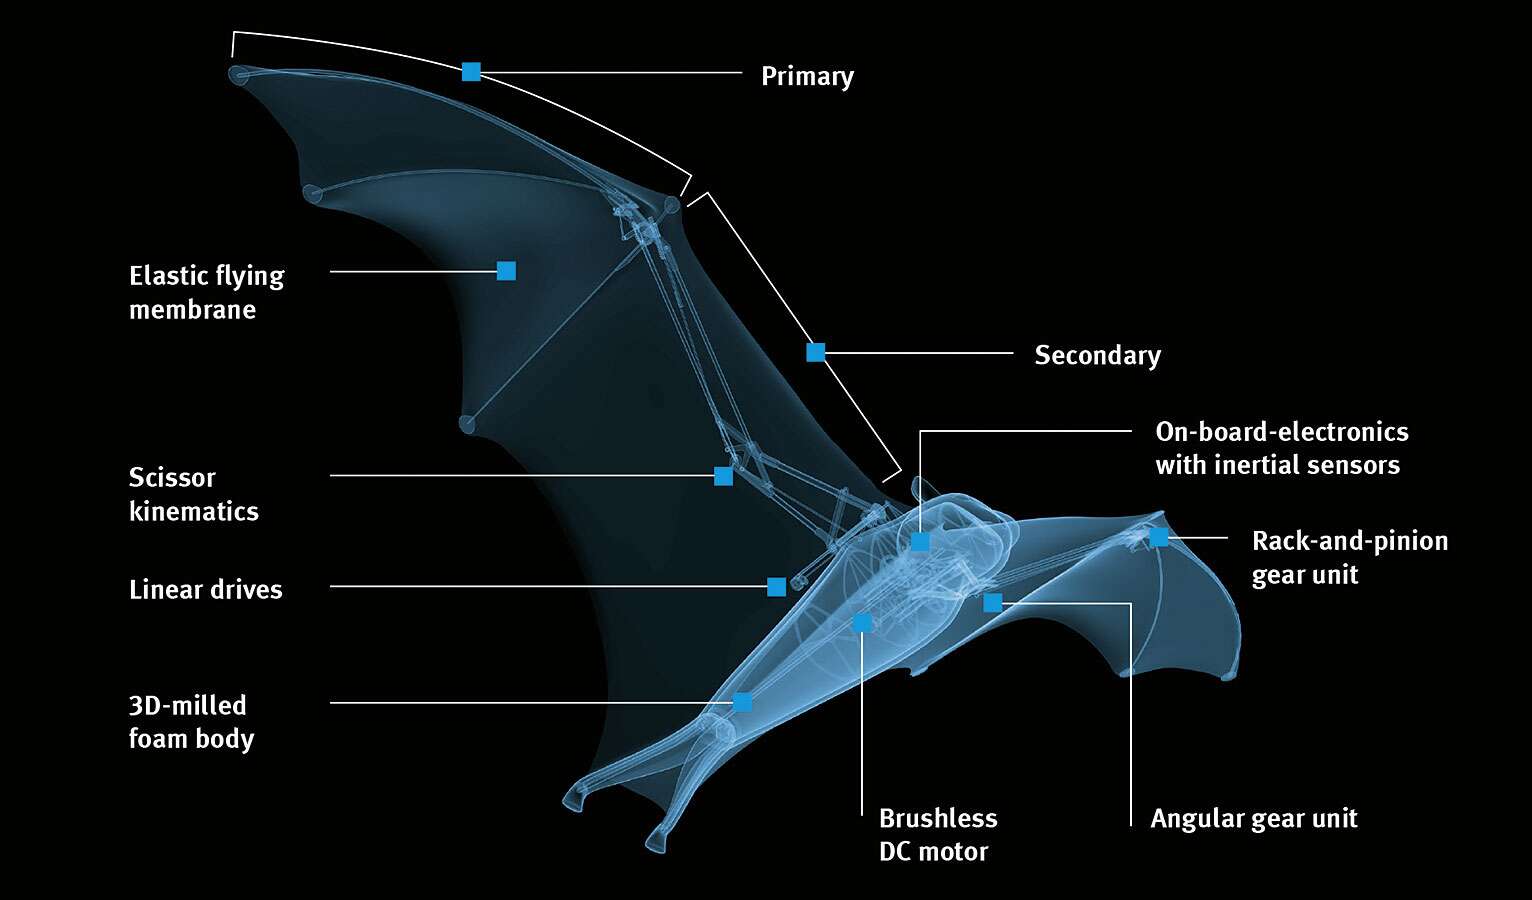 Primary
Elastic flying
membrane
Secondary
On-board-electronics
with inertial sensors
Scissor
kinematics
Rack-and-pinion
gear unit
Linear drives
3D-milled
foam body
Brushless
DC motor
Angular gear unit